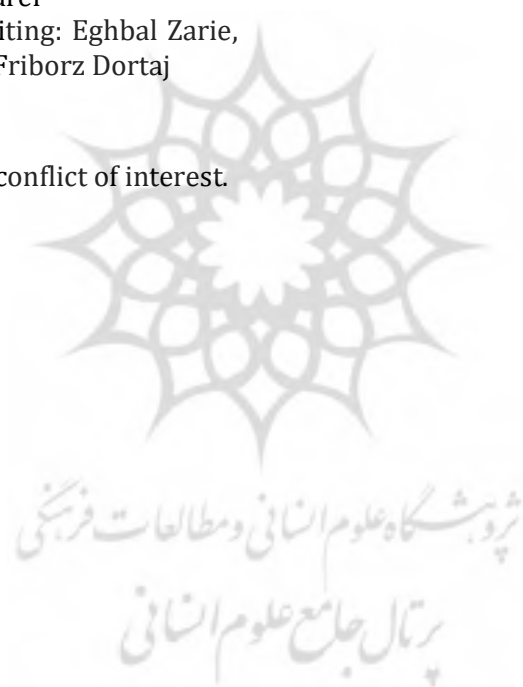 iting: Eghbal Zarie,
Friborz Dortaj
conflict of interest.
پژوهشگاه علوم انسانی و مطالعات فرهنگی
پرتال جامع علوم انسانی